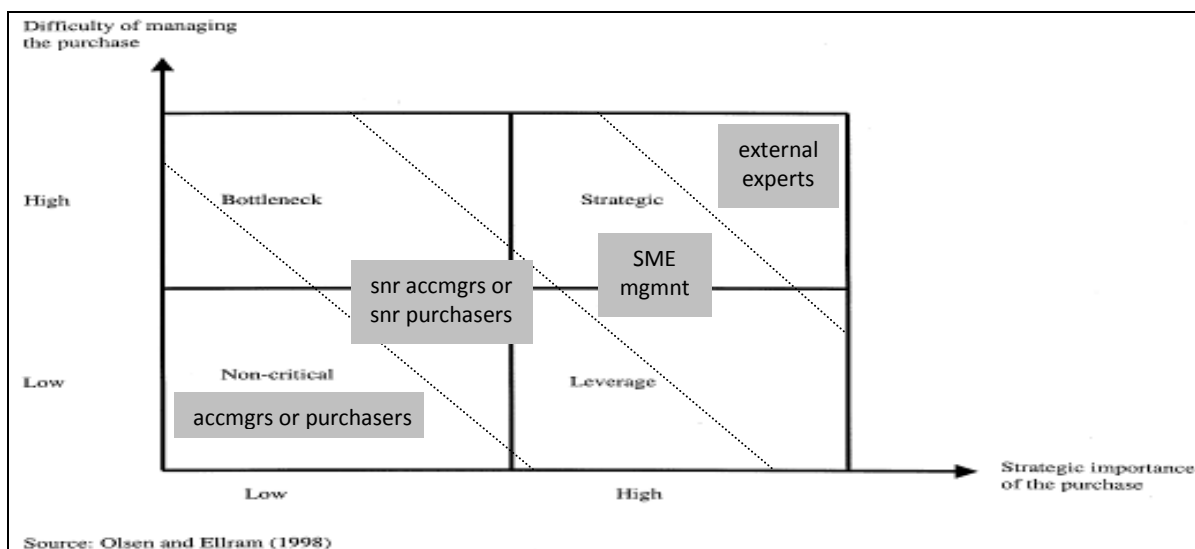 Difficulty of managing
the purchase
external
experts
High
Bottleneck
Strategic
SME
mgmnt
snr accmgrs or
snr purchasers
Low
Non-critical
Leverage
accmgrs or purchasers
Low
High
Strategic importance
of the purchase
Source: Olsen and Ellram (1998)